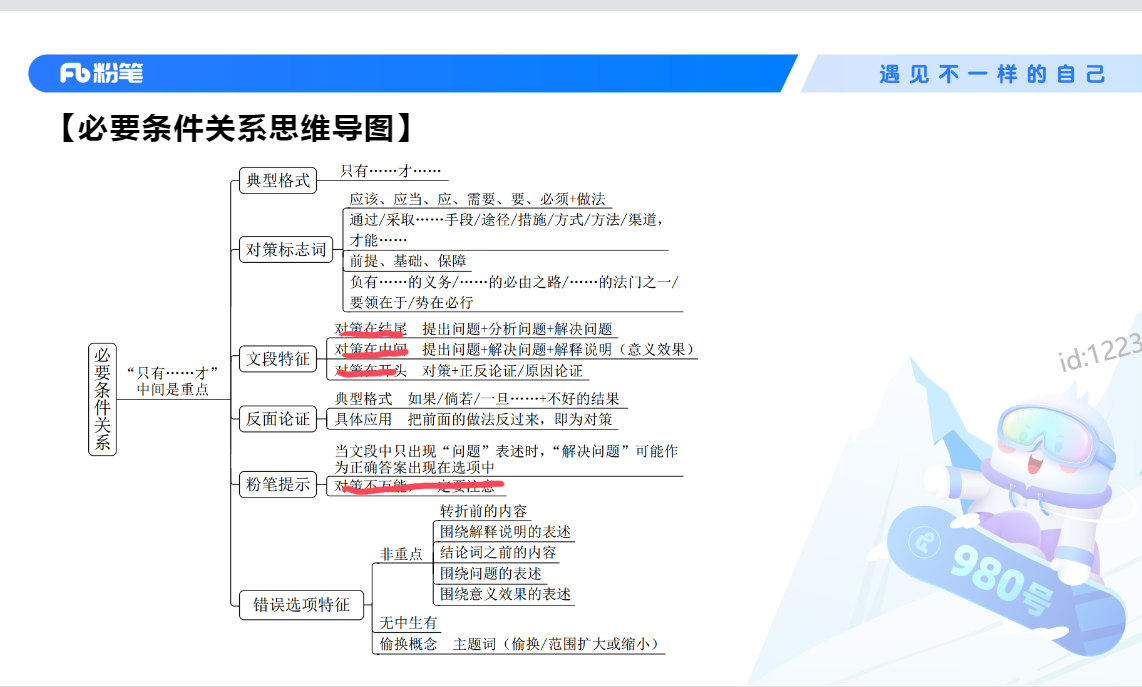 粉笔
遇见不一样的自己
【必要条件关系思维导图】
必要条件关系
“只有……才”
中间是重点
典型格式
只有……才……
对策标志词
应该、应当、应、需要、要、必须+做法
通过/采取……手段/途径/措施/方式/方法/渠道，
才能……
前提、基础、保障
负有……的义务/……的必由之路/……的法门之一/
要领在于/势在必行
文段特征
对策在结尾 提出问题+分析问题+解决问题
对策在中间 提出问题+解决问题+解释说明（意义效果）
对策在开头 对策+正反论证/原因论证
反面论证
典型格式 如果/倘若/一旦……+不好的结果
具体应用 把前面的做法反过来，即为对策
粉笔提示
当文段中只出现“问题”表述时，“解决问题”可能作
为正确答案出现在选项中
对策不万能，一定要注意
错误选项特征
非重点
转折前的内容
围绕解释说明的表述
结论词之前的内容
围绕问题的表述
围绕意义效果的表述
无中生有
偷换概念 主题词（偷换/范围扩大或缩小）
id:1223
980号